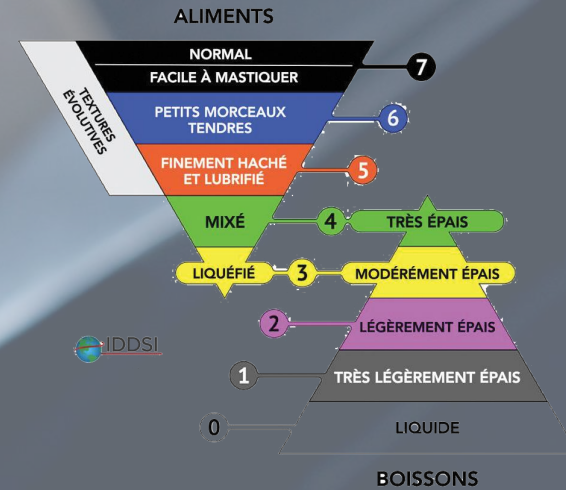 ALIMENTS
NORMAL
7
FACILE À MASTIQUER
TEXTURES
ÉVOLUTIVES
PETITS MORCEAUX
TENDRES
6
FINEMENT HACHÉ
ET LUBRIFIÉ
5
MIXÉ
4
TRÈS ÉPAIS
LIQUÉFIÉ
3
MODÉRÉMENT ÉPAIS
2
LÉGÈREMENT ÉPAIS
IDDSI
1
TRÈS LÉGÈREMENT ÉPAIS
0
LIQUIDE
BOISSONS